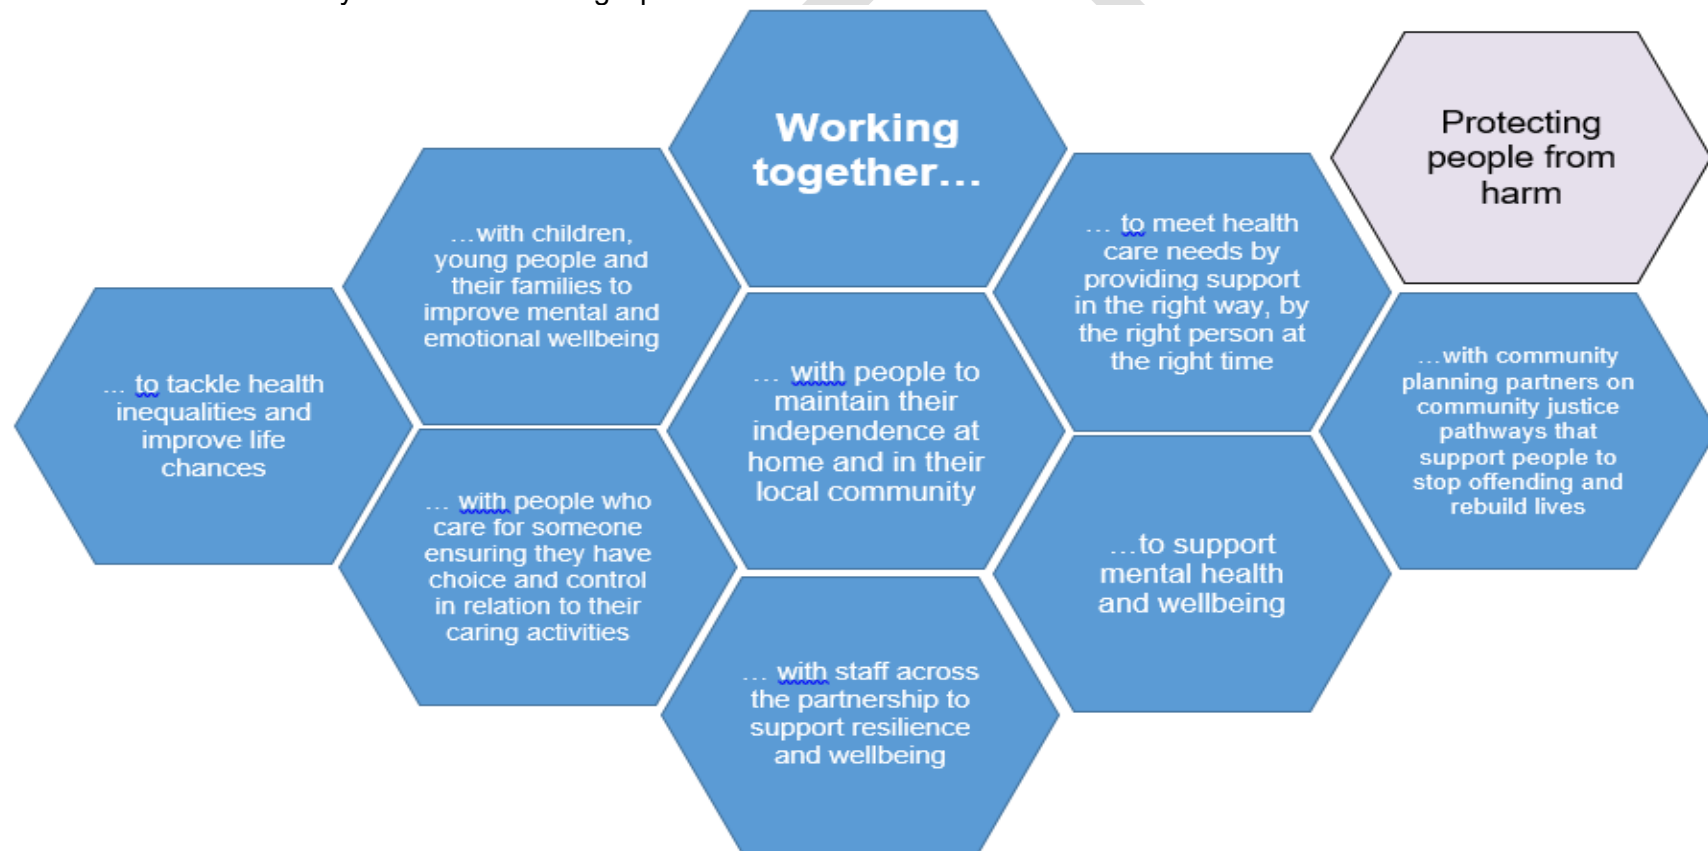 Working
together…
Protecting
people from
harm
…with children,
young people and
their families to
improve mental and
emotional wellbeing
… to meet health
care needs by
providing support
in the right way, by
the right person at
the right time
… to tackle health
inequalities and
improve life
chances
… with people to
maintain their
independence at
home and in their
local community
…with community
planning partners on
community justice
pathways that
support people to
stop offending and
rebuild lives
… with people who
care for someone
ensuring they have
choice and control
in relation to their
caring activities
…to support
mental health
and wellbeing
… with staff across
the partnership to
support resilience
and wellbeing